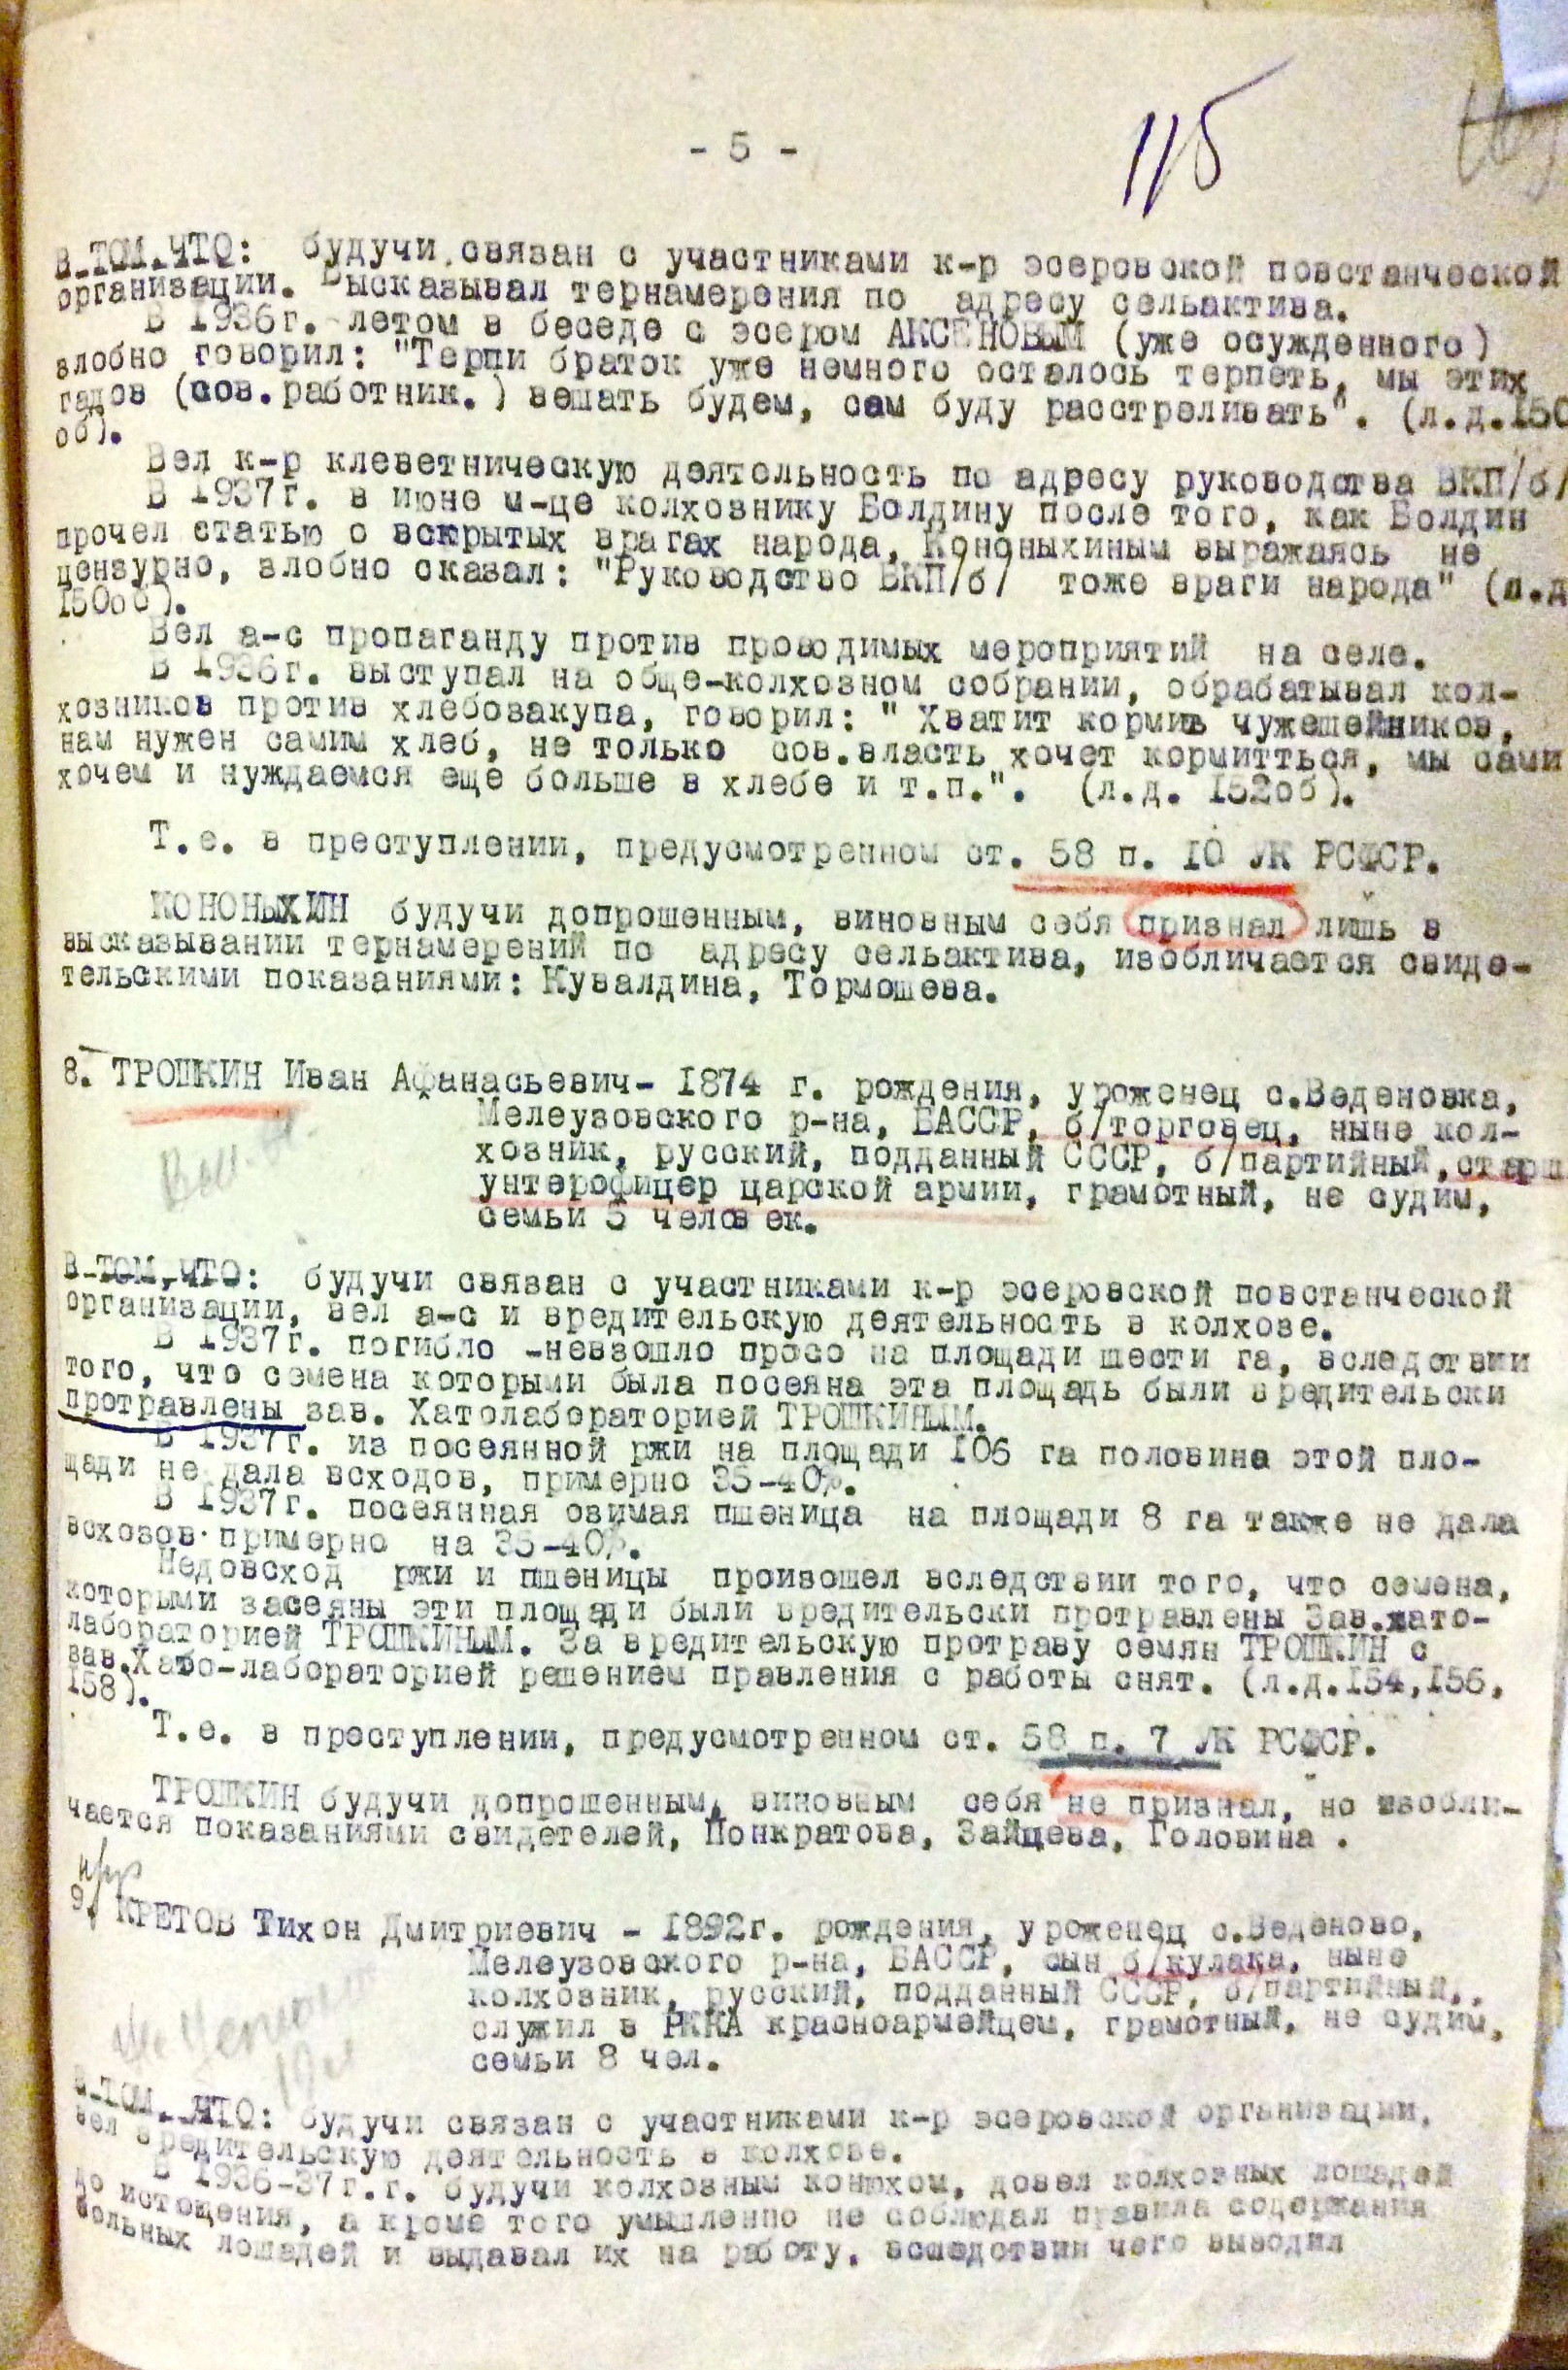 - 5 -
115
В-ТОМ,ЧТО: будучи связан с участниками к-р эсеровской повстанческой
организации. Высказывал тернамерения по адресу сельактива.
В 1936г. летом в беседе с эсером АКСЕНОВЫМ (уже осужденного)
злобно говорил: "Терпи браток уже немного осталось терпеть, мы этих
гадов (сов.работник.) вешать будем, сам буду расстреливать". (л.д.150
об).
Вел к-р клеветническую деятельность по адресу руководства ВКП/б/
В 1937г. в июне м-це колхознику Болдину после того, как Болдин
прочел статью о вскрытых врагах народа, Кононыхиным выражаясь не
цензурно, злобно сказал: "Руководство ВКП/б/ тоже враги народа" (л.д
150об).
Вел а-с пропаганду против проводимых мероприятий на селе.
В 1936г. выступал на обще-колхозном собрании, обрабатывал кол-
хозников против хлебозакупа, говорил: " Хватит кормить чужешейников,
нам нужен самим хлеб, не только сов.власть хочет кормитться, мы сами
хочем и нуждаемся еще больше в хлебе и т.п.". (л.д. 152об).
Т.е. в преступлении, предусмотренном ст. 58 п. 10 УК РСФСР.
КОНОНЫХИН будучи допрошенным, виновным себя признал лишь в
высказывании тернамерений по адресу сельактива, изобличается свиде-
тельскими показаниями: Кувалдина, Тормошева.
8. ТРОШКИН Иван Афанасьевич- 1874 г. рождения, уроженец с.Веденовка,
Мелеузовского р-на, БАССР, б/торговец, ныне кол-
хозник, русский, подданный СССР, б/партийный,старш
унтерофицер царской армии, грамотный, не судим,
семьи 5 человек.
В-ТОМ,ЧТО: будучи связан с участниками к-р эсеровской повстанческой
организации, вел а-с и вредительскую деятельность в колхозе.
В 1937г. погибло -невзошло просо на площади шести га, вследствии
того, что семена которыми была посеяна эта площадь были вредительски
протравлены зав. Хатолабораторией ТРОШКИНЫМ.
В 1937г. из посеянной ржи на площади 106 га половина этой пло-
щади не дала всходов, примерно 35-40%.
В 1937г. посеянная озимая пшеница на площади 8 га также не дала
всхозов примерно на 35-40%.
Недовсход ржи и пшеницы произошел вследствии того, что семена,
которыми засеяны эти площади были вредительски протравлены Зав.хато-
лабораторией ТРОШКИНЫМ. За вредительскую протраву семян ТРОШКИН с
зав.Хато-лабораторией решением правления с работы снят. (л.д.154,156,
158).
Т.е. в преступлении, предусмотренном ст. 58 п. 7 УК РСФСР.
ТРОШКИН будучи допрошенным, виновным себя не признал, но изобли-
чается показаниями свидетелей, Понкратова, Зайцева, Головина .
9. КРЕТОВ Тихон Дмитриевич - 1892г. рождения, уроженец с.Веденово,
Мелеузовского р-на, БАССР, сын б/кулака, ныне
колхозник, русский, подданный СССР, б/партийный,,
служил в РККА красноармейцем, грамотный, не судим,
семьи 8 чел.
В-ТОМ,-ЧТО: будучи связан с участниками к-р эсеровской организации,
вел вредительскую деятельность в колхозе.
В 1936-37г.г. будучи колхозным конюхом, довел колхозных лошадей
до истощения, а кроме того умышленно не соблюдал правила содержания
больных лошадей и выдавал их на работу, вследствии чего выводил